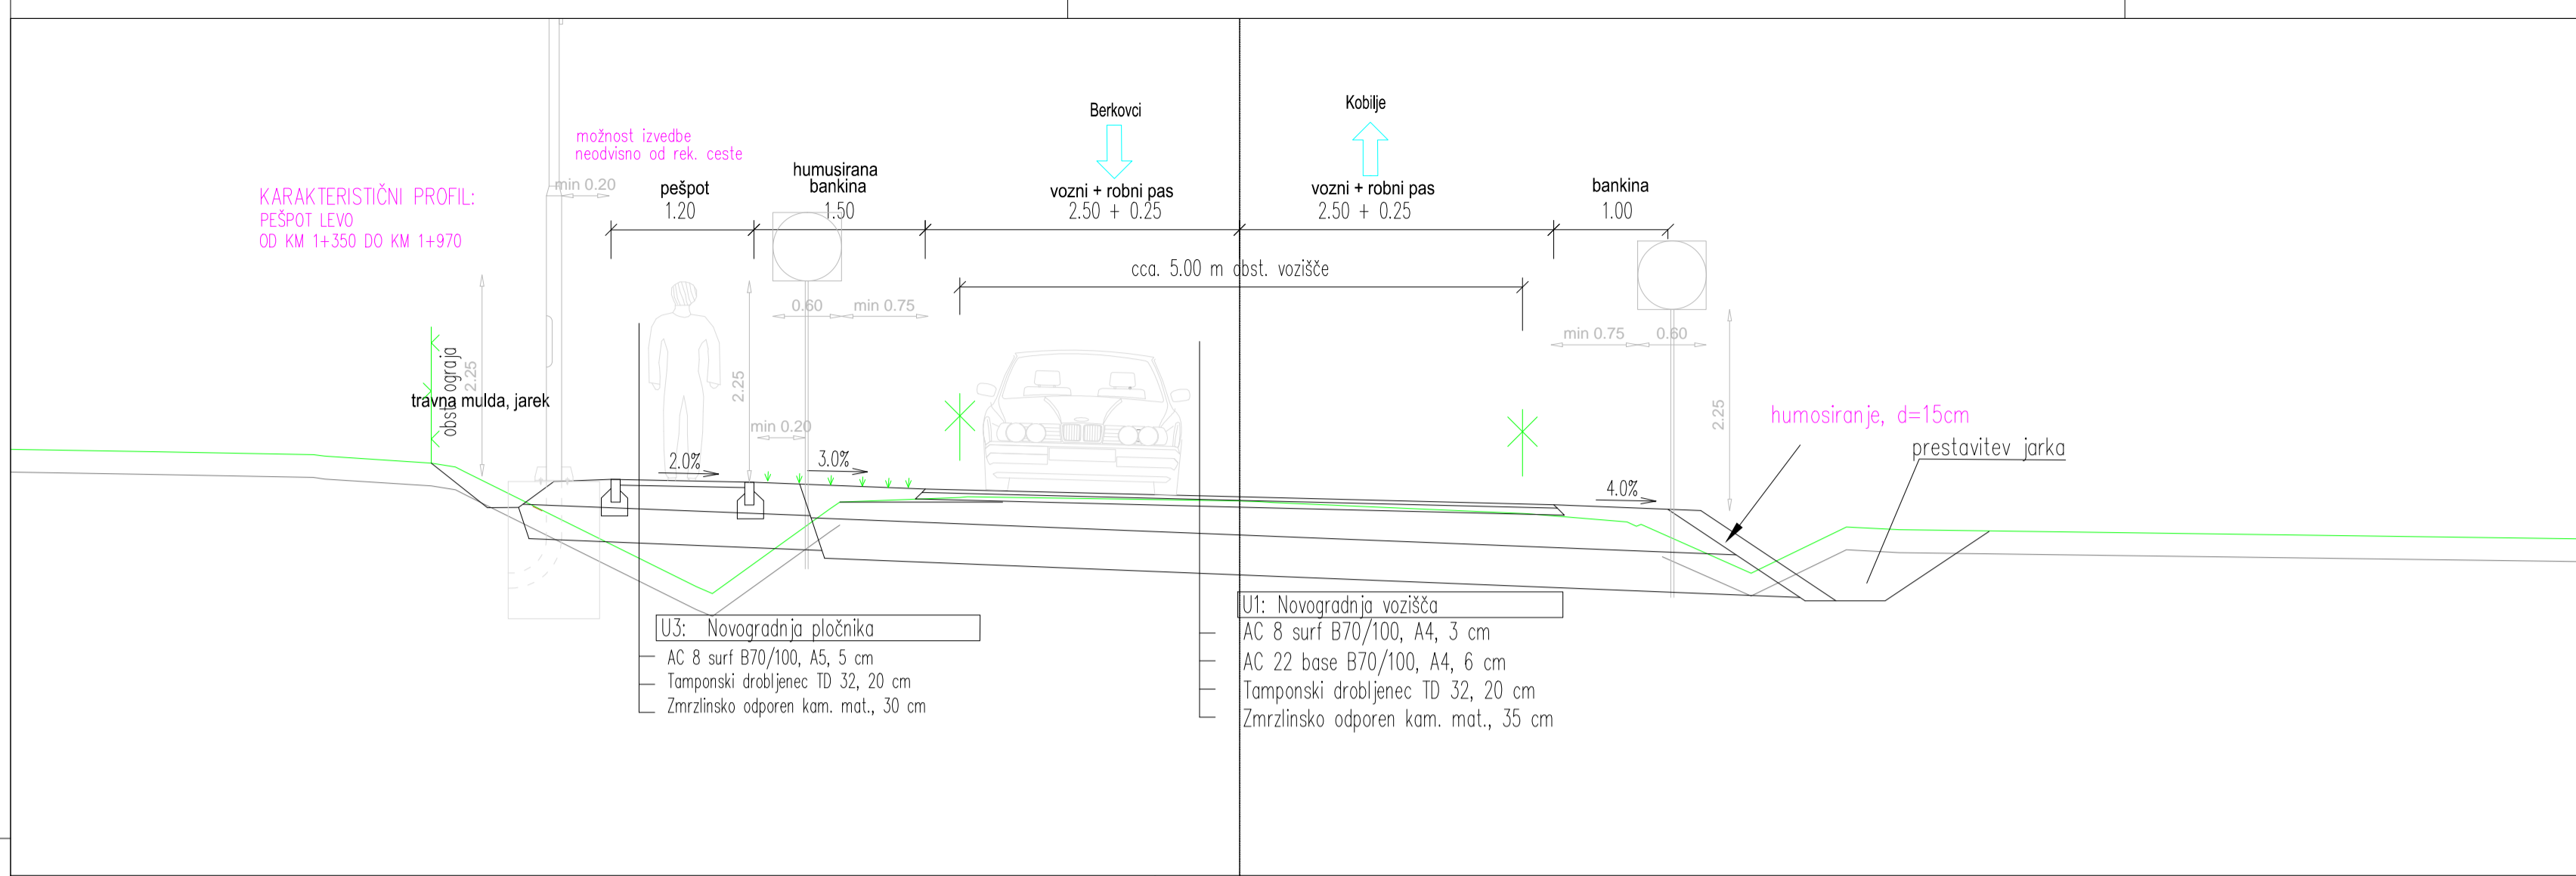 Berkovci
Kobilje
možnost izvedbe
neodvisno od rek. ceste
KARAKTERISTIČNI PROFIL:
PEŠPOT LEVO
OD KM 1+350 DO KM 1+970
min 0.20
pešpot
1.20
humusirana
bankina
1.50
vozni + robni pas
2.50 + 0.25
vozni + robni pas
2.50 + 0.25
bankina
1.00
cca. 5.00 m obst. vozišče
0.60
min 0.75
min 0.75
0.60
2.25
2.25
2.25
obst. ograja
travna mulda, jarek
min 0.20
2.0%
3.0%
4.0%
humosiranje, d=15cm
prestavitev jarka
U3: Novogradnja pločnika
AC 8 surf B70/100, A5, 5 cm
Tamponski drobljenec TD 32, 20 cm
Zmrzlinsko odporen kam. mat., 30 cm
U1: Novogradnja vozišča
AC 8 surf B70/100, A4, 3 cm
AC 22 base B70/100, A4, 6 cm
Tamponski drobljenec TD 32, 20 cm
Zmrzlinsko odporen kam. mat., 35 cm